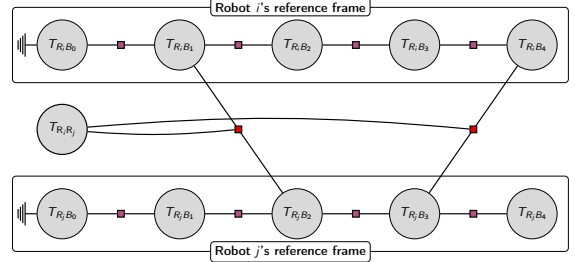 Robot i's reference frame
T_{R_iB_0} T_{R_iB_1} T_{R_iB_2} T_{R_iB_3} T_{R_iB_4}
T_{R_iR_j}
T_{R_jB_0} T_{R_jB_1} T_{R_jB_2} T_{R_jB_3} T_{R_jB_4}
Robot j's reference frame